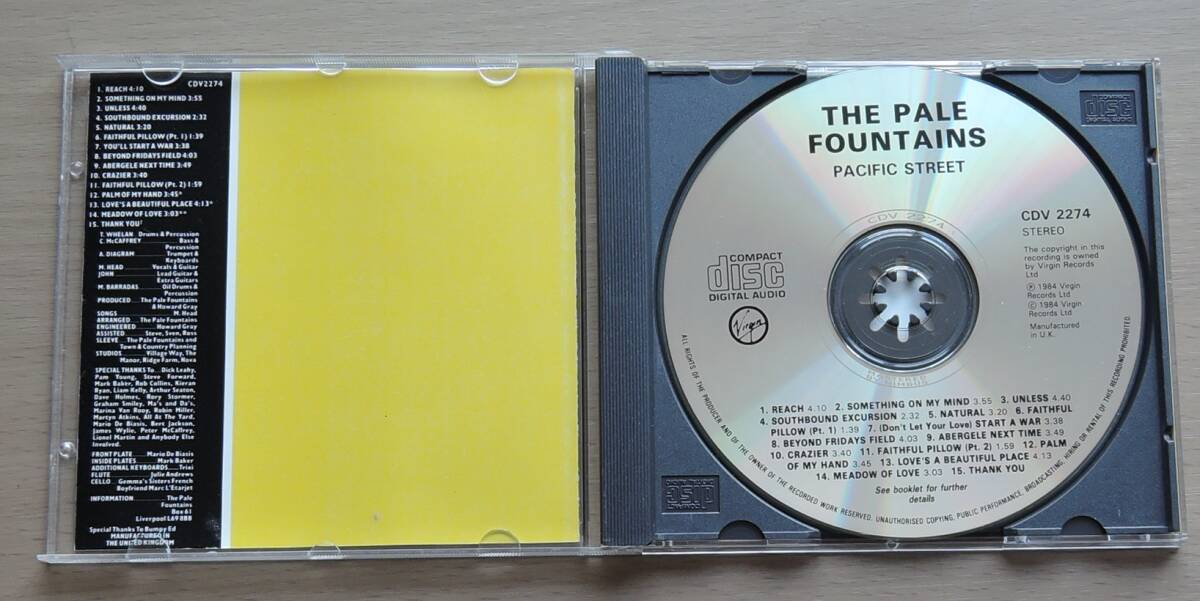 CDV2274
1. REACH 4:10
2. SOMETHING ON MY MIND 3:55
3. UNLESS 4:40
4. SOUTHBOUND EXCURSION 2:32
5. NATURAL 3:20
6. FAITHFUL PILLOW (Pt. 1) 1:39
7. YOU'LL START A WAR 3:38
8. BEYOND FRIDAYS FIELD 4:03
9. ABERGELE NEXT TIME 3:49
10. CRAZIER 3:40
11. FAITHFUL PILLOW (Pt. 2) 1:59
12. PALM OF MY HAND 3:45*
13. LOVE'S A BEAUTIFUL PLACE 4:13*
14. MEADOW OF LOVE 3:03**
15. THANK YOU†
T. WHELAN Drums & Percussion
C. McCAFFREY Bass &
Percussion
A. DIAGRAM Trumpet &
Keyboards
M. HEAD Vocals & Guitar
JOHN Lead Guitar &
Extra Guitars
M. BARRADAS Oil Drums &
Percussion
PRODUCED The Pale Fountains
& Howard Gray
SONGS M. Head
ARRANGED The Pale Fountains
ENGINEERED Howard Gray
ASSISTED Steve, Sven, Ross
SLEEVE The Pale Fountains and
Town & Country Planning
STUDIOS Village Way, The
Manor, Ridge Farm, Nova
SPECIAL THANKS To Dick Leahy,
Pam Young, Steve Forward,
Mark Baker, Rob Collins, Kieran
Ryan, Liam Kelly, Arthur Seaton,
Dave Holmes, Rory Stormer,
Graham Smiley, Ma's and Da's,
Marina Van Rooy, Robin Miller,
Martyn Atkins, All At The Yard,
Mario De Biasis, Bert Jackson,
James Wylie, Peter McCaffrey,
Lionel Martin and Anybody Else
Involved.
FRONT PLATE Mario De Biasis
INSIDE PLATES Mark Baker
ADDITIONAL KEYBOARDS Trixi
FLUTE Julie Andrews
CELLO Gemma's Sisters French
Boyfriend Marc L'Etarjet
INFORMATION The Pale
Fountains
Box 61
Liverpool L69 8BB
Special Thanks To Bumpy Ed
MANUFACTURED IN
THE UNITED KINGDOM
COMPACT
disc
DIGITAL AUDIO
THE PALE
FOUNTAINS
PACIFIC STREET
CDV 2274
CDV 2274
STEREO
The copyright in this
recording is owned
by Virgin Records
Ltd
℗ 1984 Virgin
Records Ltd
© 1984 Virgin
Records Ltd
Manufactured
in U.K.
COMPACT
disc
DIGITAL AUDIO
Virgin
1. REACH 4.10 2. SOMETHING ON MY MIND 3.55 3. UNLESS 4.40
4. SOUTHBOUND EXCURSION 2.32 5. NATURAL 3.20 6. FAITHFUL
PILLOW (Pt. 1) 1.39 7. (Don't Let Your Love) START A WAR 3.38
8. BEYOND FRIDAYS FIELD 4.03 9. ABERGELE NEXT TIME 3.49
10. CRAZIER 3.40 11. FAITHFUL PILLOW (Pt. 2) 1.59 12. PALM
OF MY HAND 3.45 13. LOVE'S A BEAUTIFUL PLACE 4.13
14. MEADOW OF LOVE 3.03 15. THANK YOU
See booklet for further
details
ALL RIGHTS OF THE PRODUCER AND OF THE OWNER OF THE RECORDED WORK RESERVED. UNAUTHORISED COPYING, PUBLIC PERFORMANCE, BROADCASTING, HIRING OR RENTAL OF THIS RECORDING PROHIBITED.
COMPACT
disc
DIGITAL AUDIO